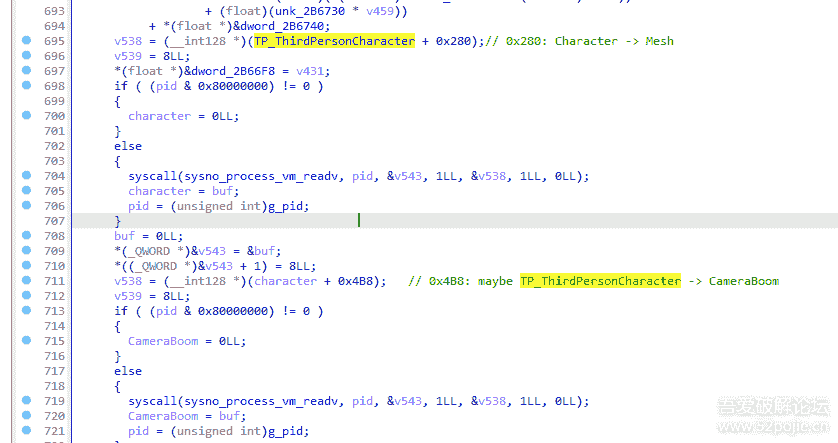 693 + (float)(unk_2B6730 * v459))
694 + *(float *)&dword_2B6740;
695 v538 = (__int128 *)(TP_ThirdPersonCharacter + 0x280);// 0x280: Character -> Mesh
696 v539 = 8LL;
697 *(float *)&dword_2B66F8 = v431;
698 if ( (pid & 0x80000000) != 0 )
699 {
700 character = 0LL;
701 }
702 else
703 {
704 syscall(sysno_process_vm_readv, pid, &v543, 1LL, &v538, 1LL, 0LL);
705 character = buf;
706 pid = (unsigned int)g_pid;
707 }
708 buf = 0LL;
709 *(_QWORD *)&v543 = &buf;
710 *((_QWORD *)&v543 + 1) = 8LL;
711 v538 = (__int128 *)(character + 0x4B8); // 0x4B8: maybe TP_ThirdPersonCharacter -> CameraBoom
712 v539 = 8LL;
713 if ( (pid & 0x80000000) != 0 )
714 {
715 CameraBoom = 0LL;
716 }
717 else
718 {
719 syscall(sysno_process_vm_readv, pid, &v543, 1LL, &v538, 1LL, 0LL);
720 CameraBoom = buf;
721 pid = (unsigned int)g_pid;
吾爱破解论坛
www.52pojie.cn